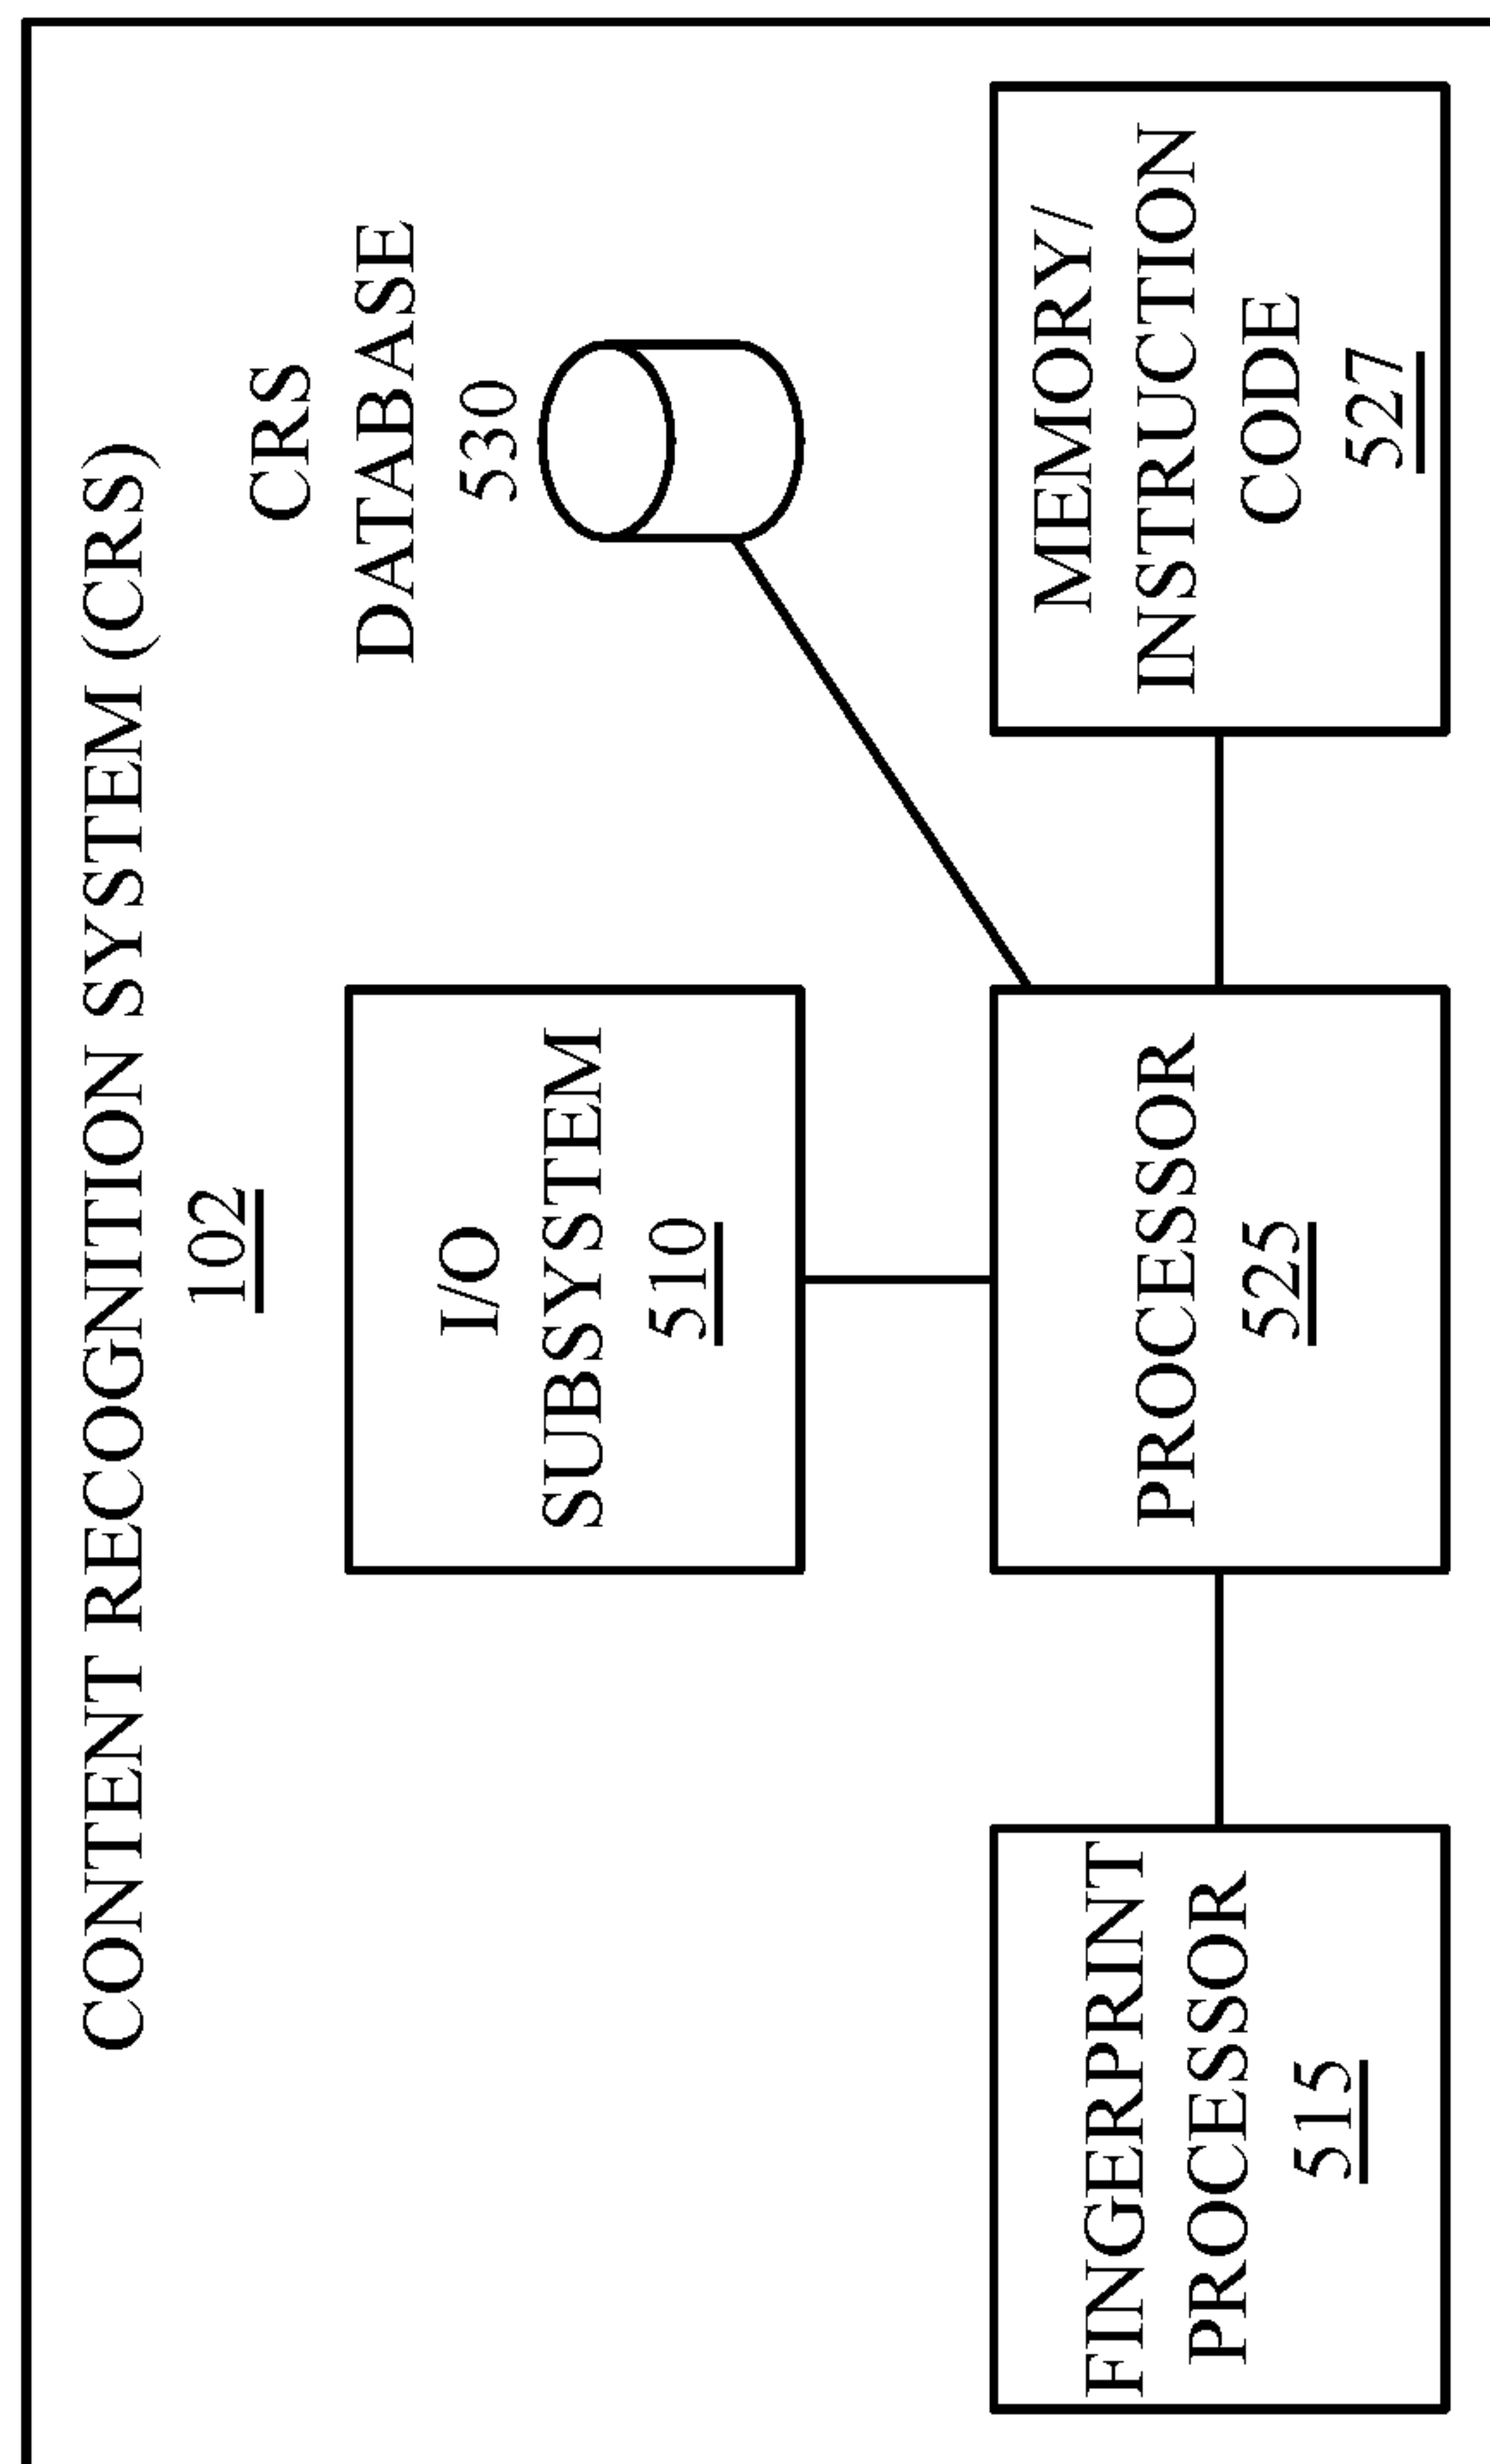 CONTENT RECOGNITION SYSTEM (CRS)
102
CRS
DATABASE
530
I/O
SUBSYSTEM
510
FINGERPRINT
PROCESSOR
515
PROCESSOR
525
MEMORY/
INSTRUCTION
CODE
527